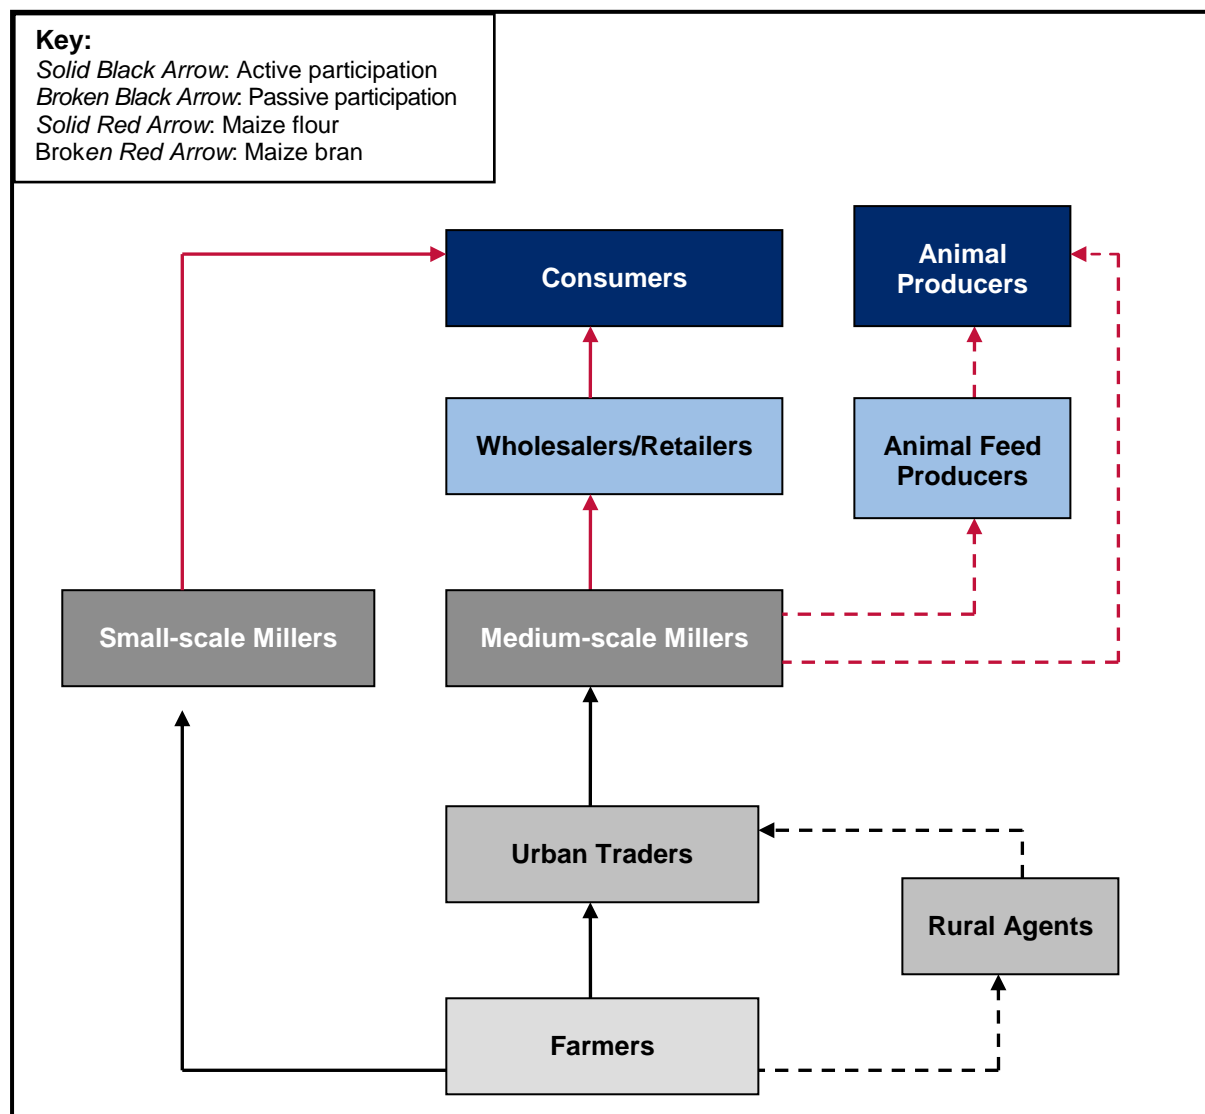 Key:
Solid Black Arrow: Active participation
Broken Black Arrow: Passive participation
Solid Red Arrow: Maize flour
Broken Red Arrow: Maize bran
Consumers
Animal
Producers
Wholesalers/Retailers
Animal Feed
Producers
Small-scale Millers
Medium-scale Millers
Urban Traders
Rural Agents
Farmers